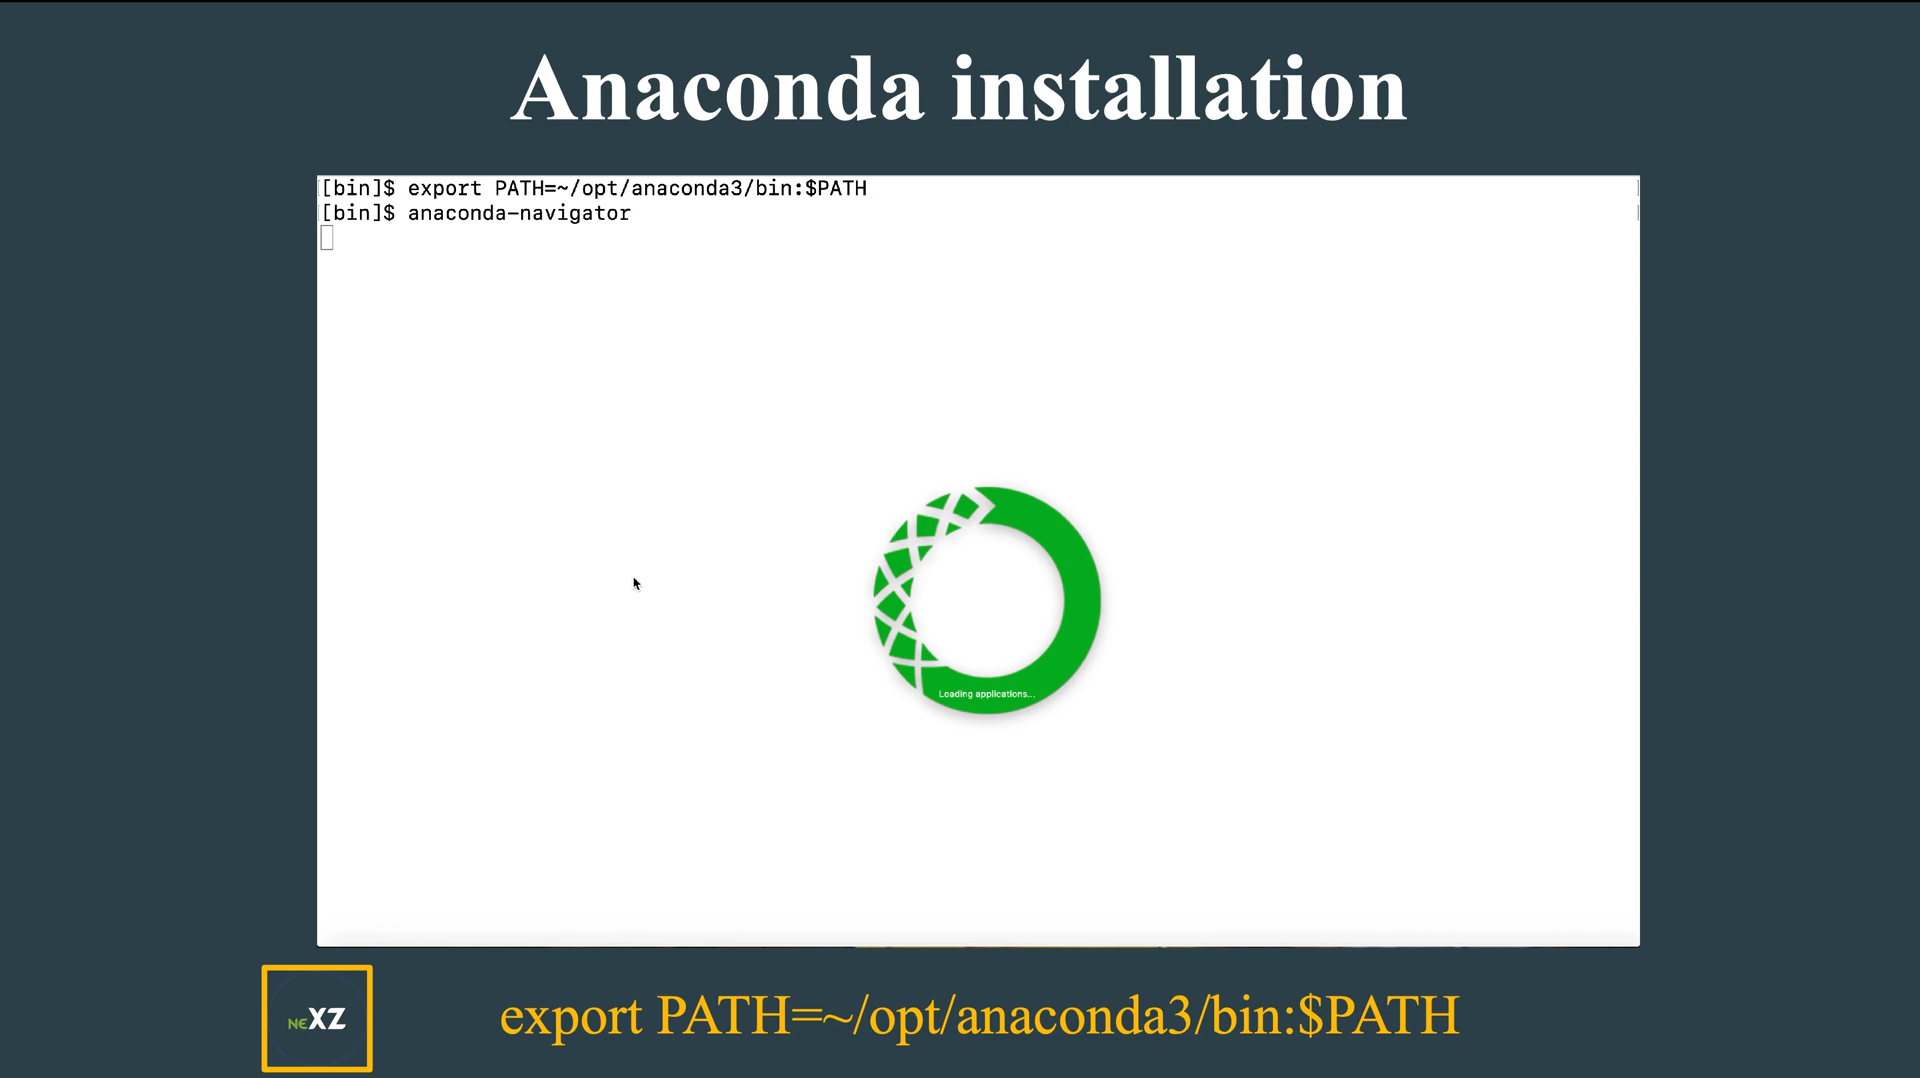 Anaconda installation
[bin]$ export PATH=~/opt/anaconda3/bin:$PATH
[bin]$ anaconda-navigator
Loading applications...
NEXZ
export PATH=~/opt/anaconda3/bin:$PATH